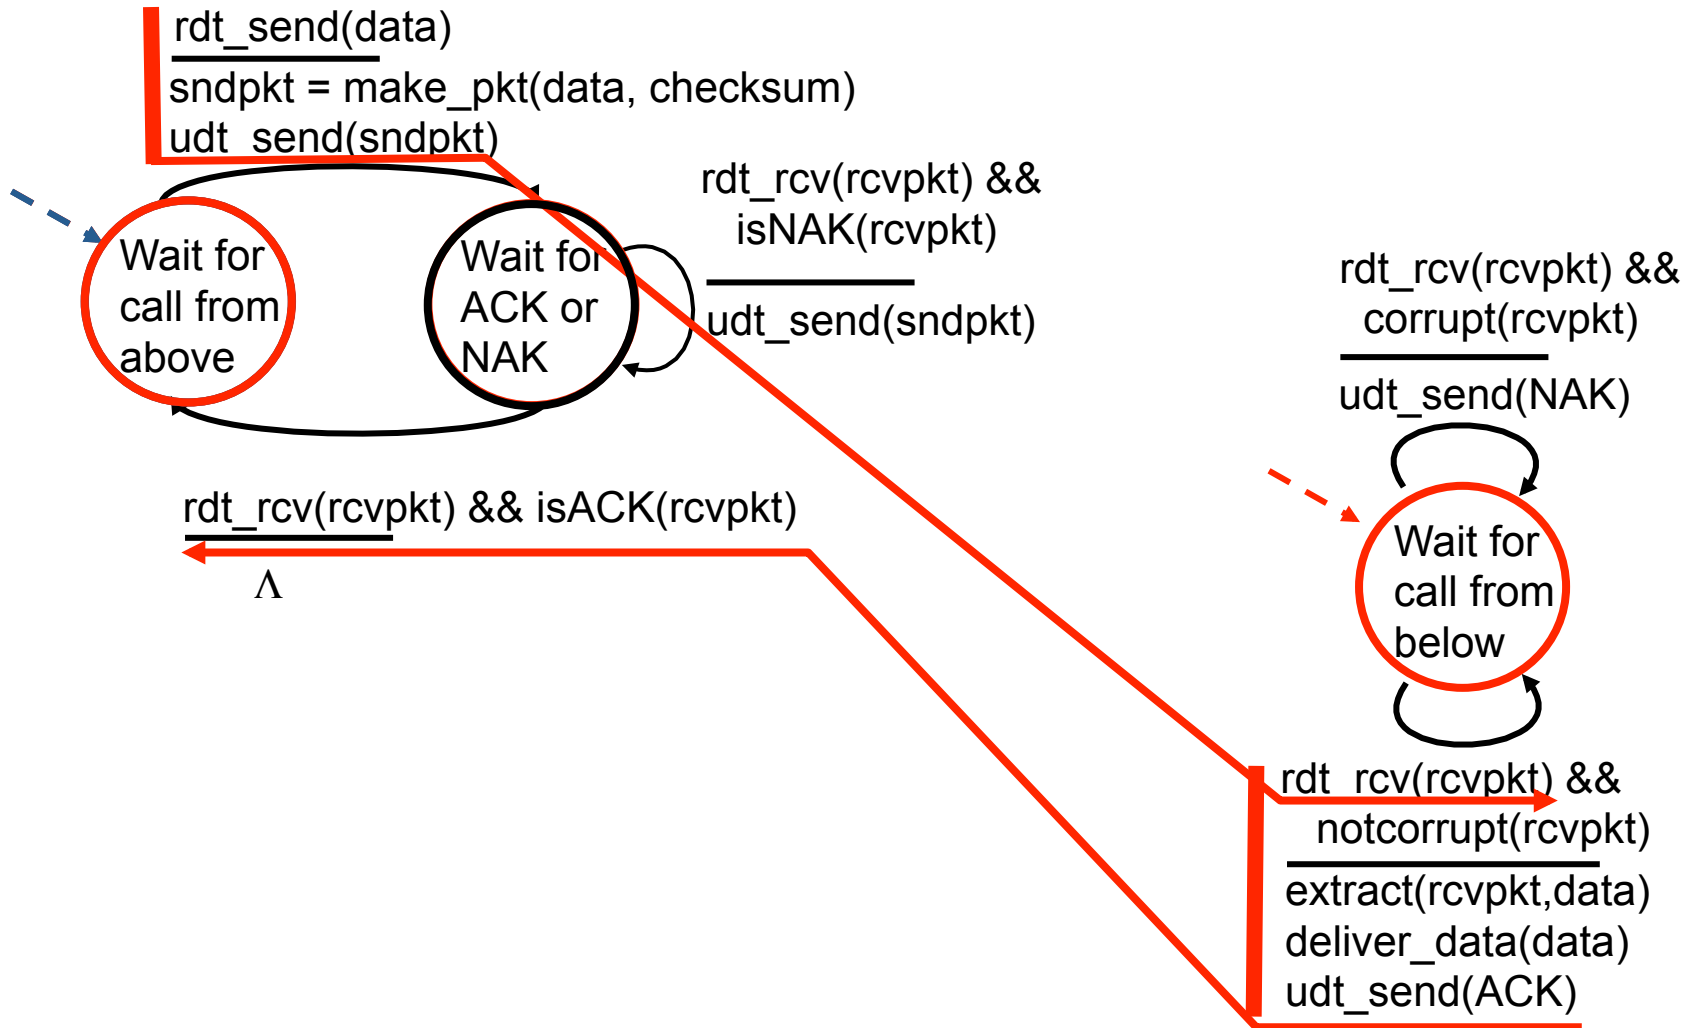 rdt_send(data)
sndpkt = make_pkt(data, checksum)
udt_send(sndpkt)
rdt_rcv(rcvpkt) &&
isNAK(rcvpkt)
udt_send(sndpkt)
Wait for
call from
above
Wait for
ACK or
NAK
rdt_rcv(rcvpkt) && isACK(rcvpkt)
Λ
rdt_rcv(rcvpkt) &&
corrupt(rcvpkt)
udt_send(NAK)
Wait for
call from
below
rdt_rcv(rcvpkt) &&
notcorrupt(rcvpkt)
extract(rcvpkt,data)
deliver_data(data)
udt_send(ACK)